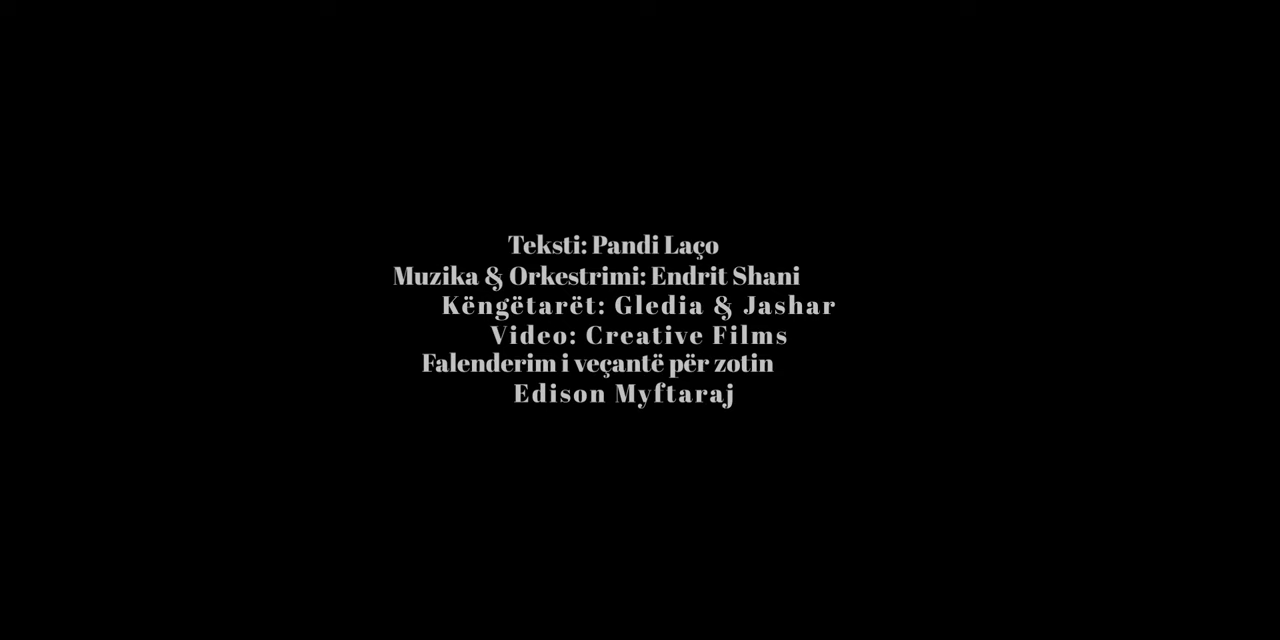 Teksti: Pandi Laço
Muzika & Orkestrimi: Endrit Shani
Këngëtarët: Gledia & Jashar
Video: Creative Films
Falenderim i veçantë për zotin
Edison Myftaraj